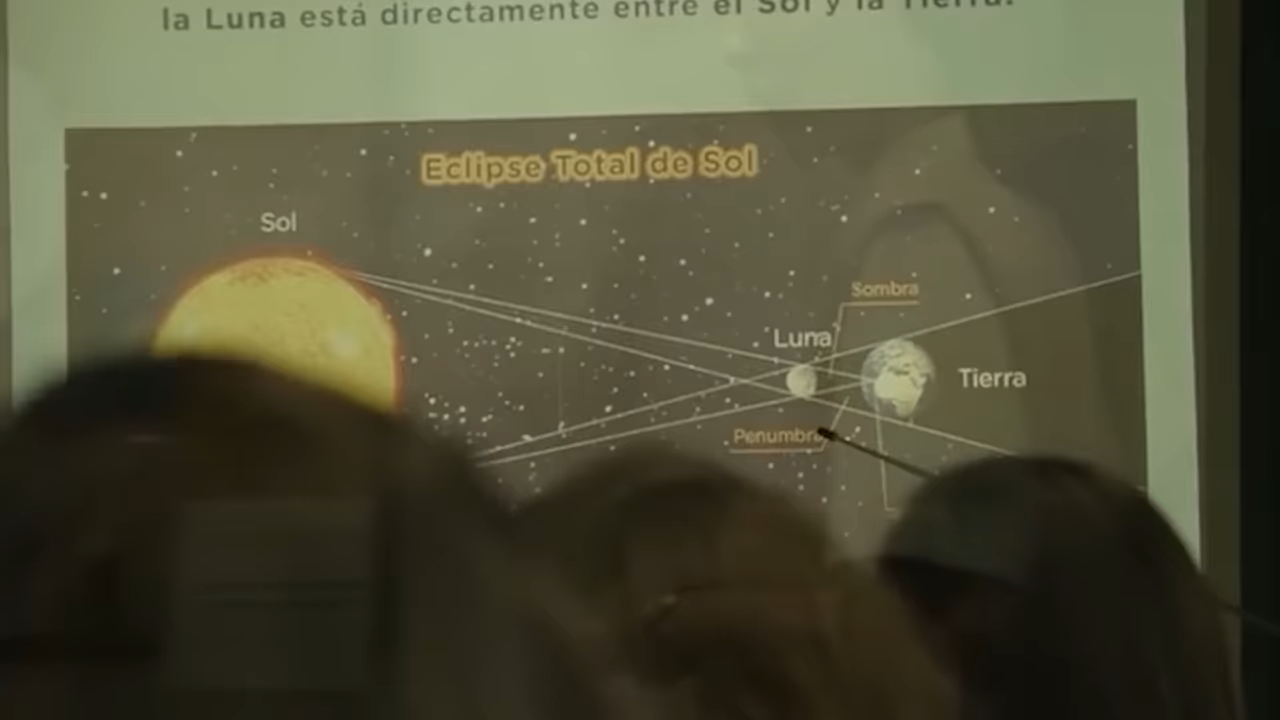 la Luna está directamente entre el Sol y la Tierra.
Eclipse Total de Sol
Sol
Sombra
Luna
Tierra
Penumbra